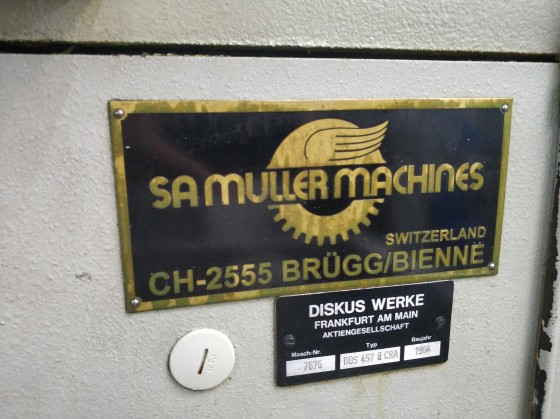 SA MULLER MACHINES
SWITZERLAND
CH-2555 BRÜGG/BIENNE
DISKUS WERKE
FRANKFURT AM MAIN
AKTIENGESELLSCHAFT
Masch.-Nr. Typ Baujahr
7676 DDS 457 II CRA